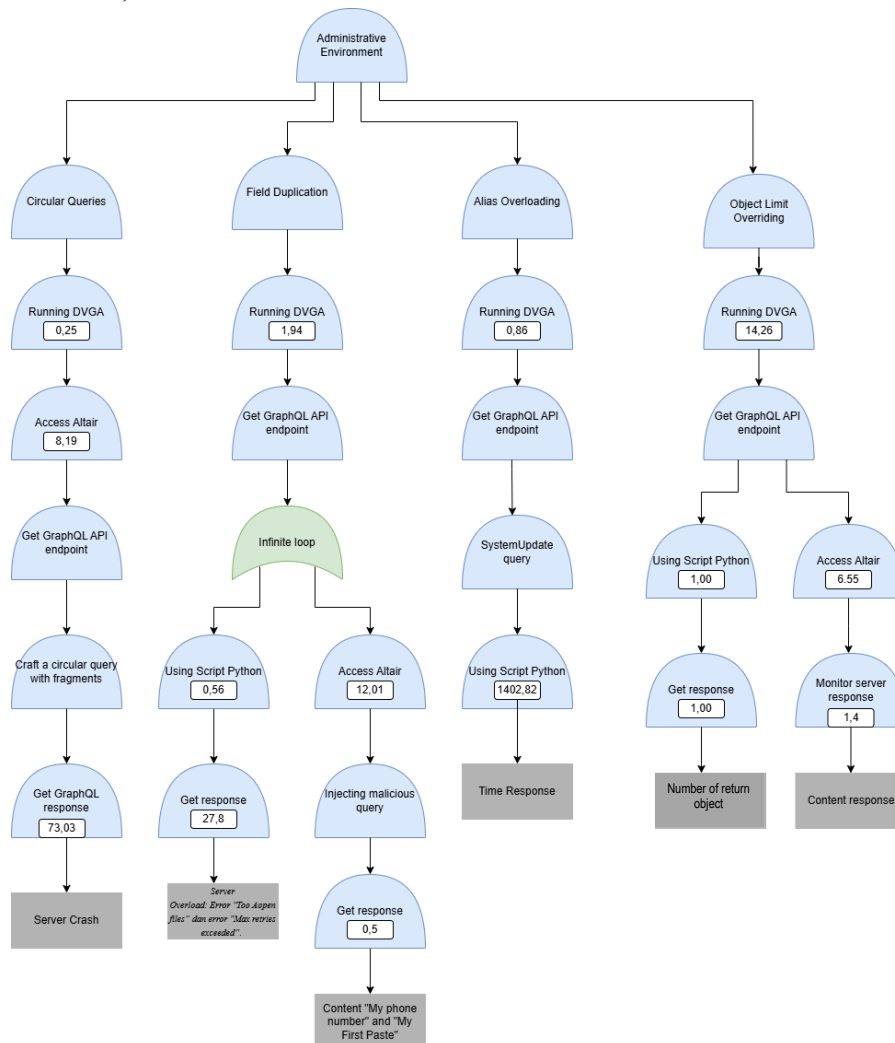 Administrative
Environment
Circular Queries
Field Duplication
Alias Overloading
Object Limit
Overriding
Running DVGA
0,25
Running DVGA
1,94
Running DVGA
0,86
Running DVGA
14,26
Access Altair
8,19
Get GraphQL API
endpoint
Get GraphQL API
endpoint
Get GraphQL API
endpoint
Get GraphQL API
endpoint
Infinite loop
SystemUpdate
query
Using Script Python
1,00
Access Altair
6.55
Craft a circular query
with fragments
Using Script Python
0,56
Access Altair
12,01
Using Script Python
1402,82
Get response
1,00
Monitor server
response
1,4
Get GraphQL
response
73,03
Get response
27,8
Injecting malicious
query
Time Response
Number of return
object
Content response
Server Crash
Server
Overload: Error "Too Aopen
files" dan error "Max retries
exceeded".
Get response
0,5
Content "My phone
number" and "My
First Paste"